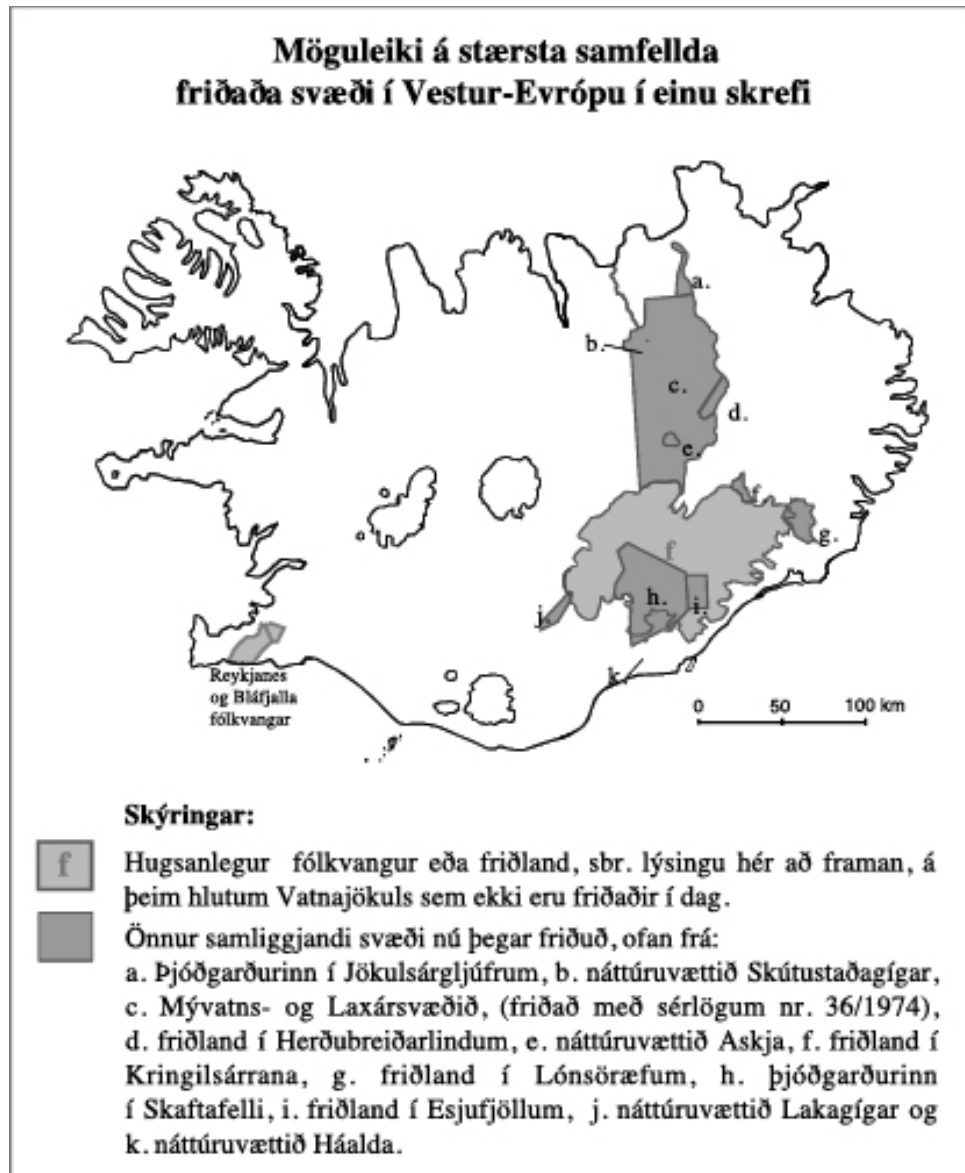 Möguleiki á stærsta samfellda
friðaða svæði í Vestur-Evrópu í einu skrefi
a.
b.
c.
d.
e.
f
g.
f
h.
i.
j.
k.
Reykjanes
og Bláfjalla
fólkvangar
0 50 100 km
Skýringar:
f Hugsanlegur fólkvangur eða friðland, sbr. lýsingu hér að framan, á
þeim hlutum Vatnajökuls sem ekki eru friðaðir í dag.
Önnur samliggjandi svæði nú þegar friðuð, ofan frá:
a. Þjóðgarðurinn í Jökulsárgljúfrum, b. náttúruvættið Skútustaðagígar,
c. Mývatns- og Laxársvæðið, (friðað með sérlögum nr. 36/1974),
d. friðland í Herðubreiðarlindum, e. náttúruvættið Askja, f. friðland í
Kringilsárrana, g. friðland í Lónsöræfum, h. þjóðgarðurinn
í Skaftafelli, i. friðland í Esjufjöllum, j. náttúruvættið Lakagígar og
k. náttúruvættið Háalda.